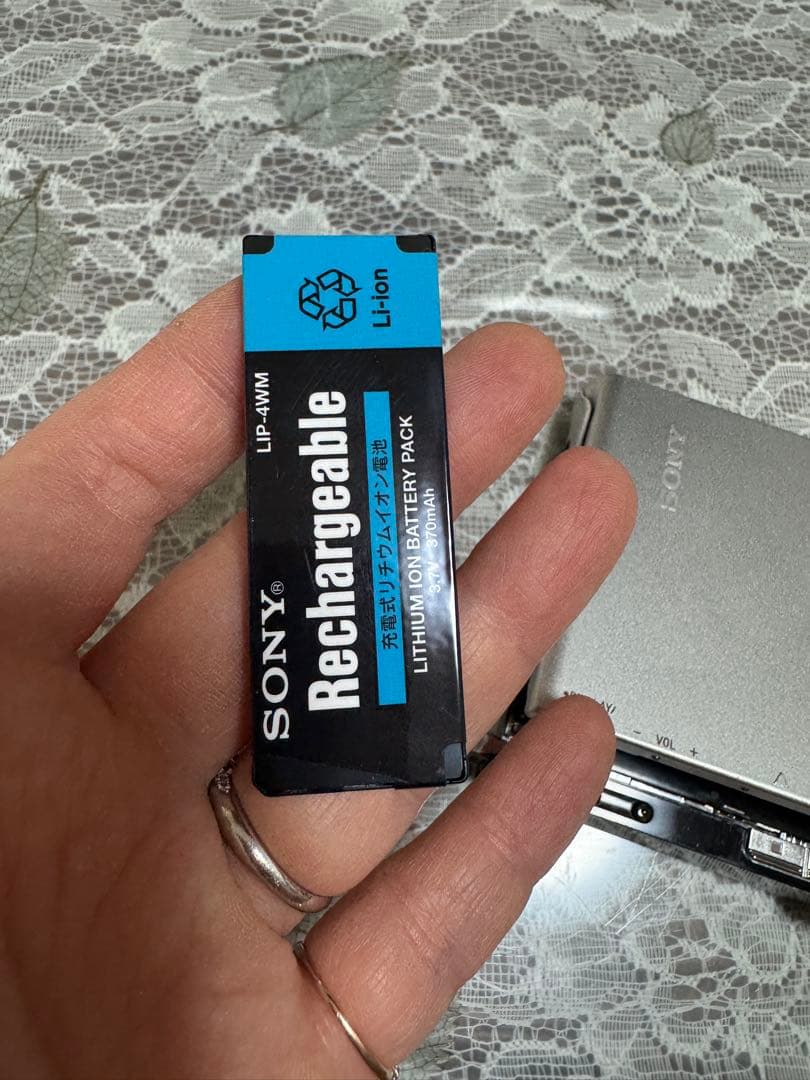 SONY® LIP-4WM
Rechargeable
充電式リチウムイオン電池
LITHIUM ION BATTERY PACK
3.7V 370mAh
Li-ion
SONY
− VOL +